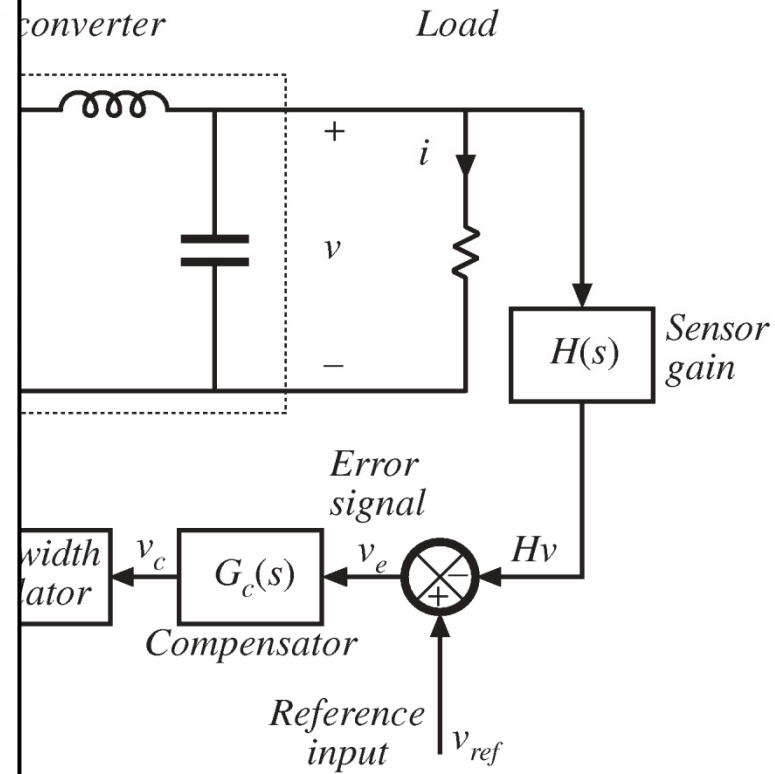 converter
Load
+
i
v
–
H(s)
Sensor
gain
Error
signal
width
lator
v_c
G_c(s)
v_e
–
+
Hv
Compensator
Reference
input
v_ref